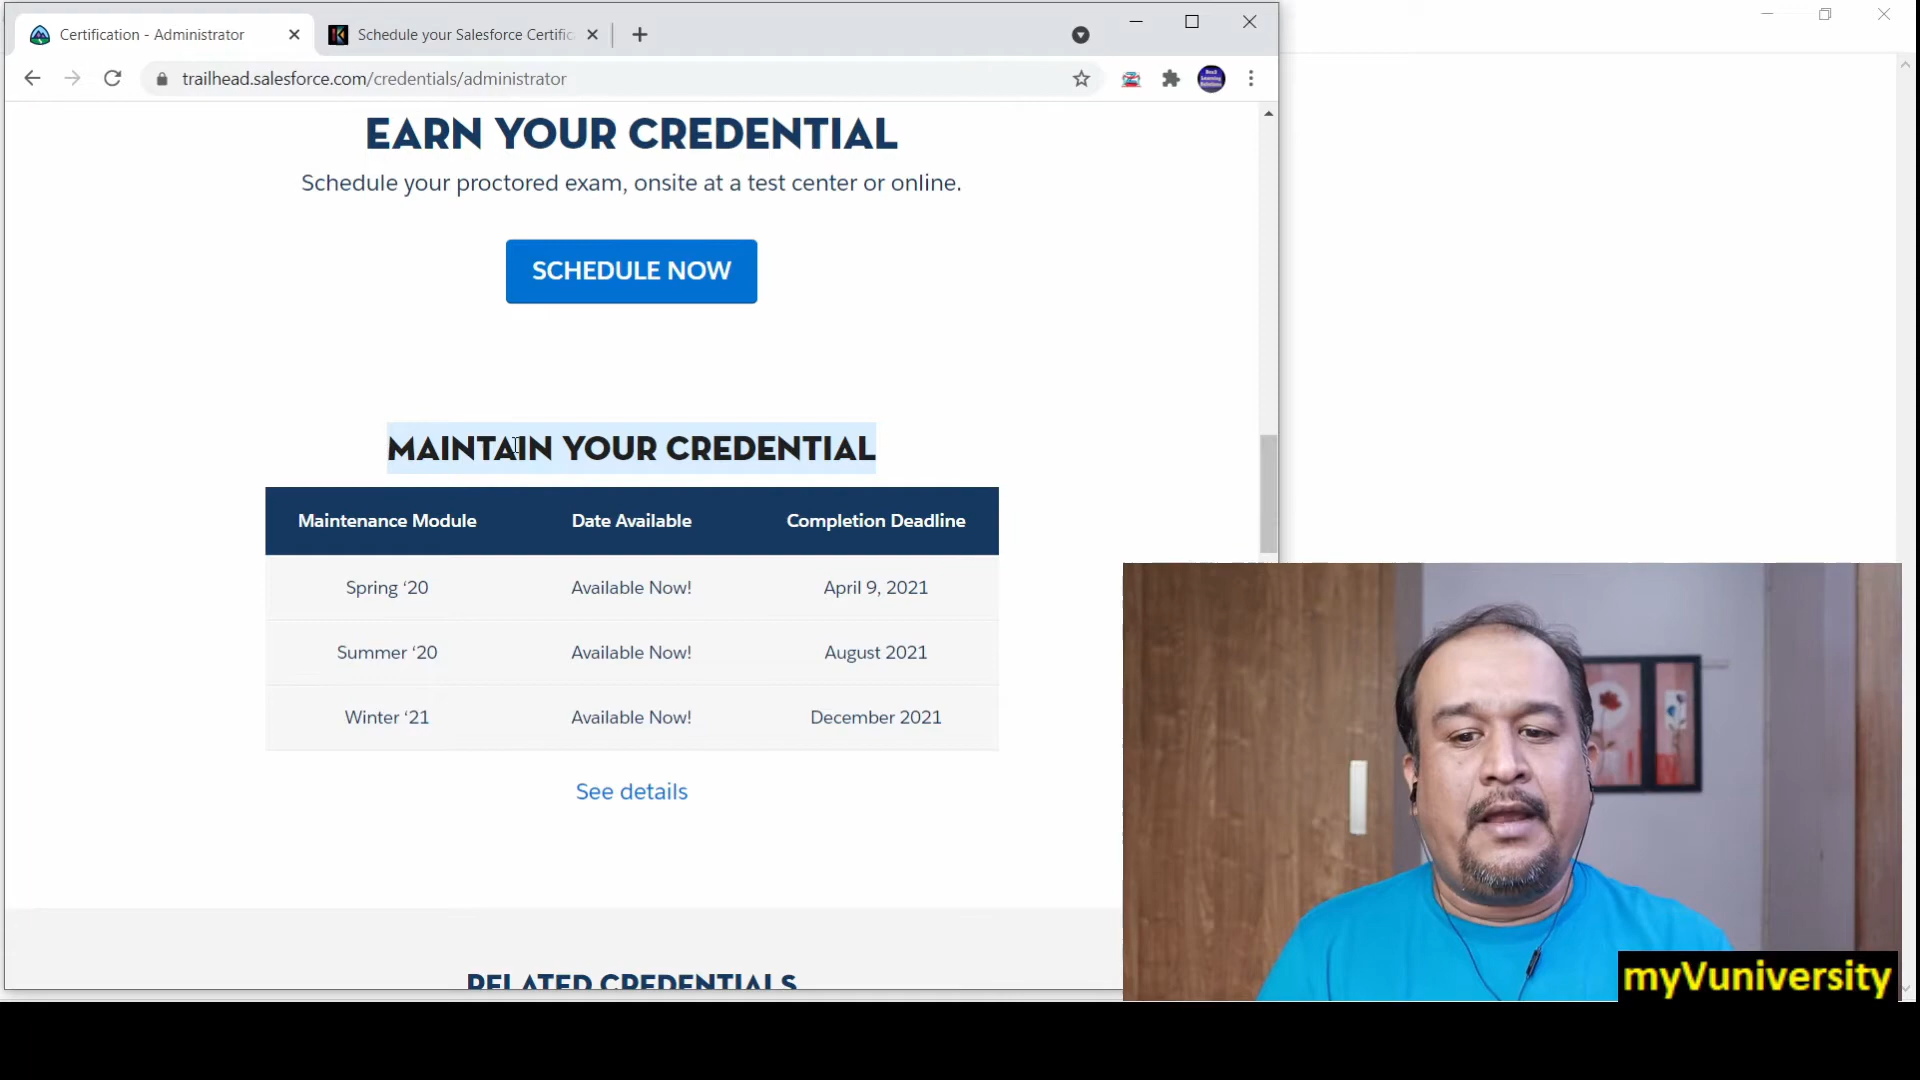 Certification - Administrator
Schedule your Salesforce Certific
trailhead.salesforce.com/credentials/administrator
EARN YOUR CREDENTIAL
Schedule your proctored exam, onsite at a test center or online.
SCHEDULE NOW
MAINTAIN YOUR CREDENTIAL
Maintenance Module Date Available Completion Deadline
Spring ‘20 Available Now! April 9, 2021
Summer ‘20 Available Now! August 2021
Winter ‘21 Available Now! December 2021
See details
RELATED CREDENTIALS
myVuniversity